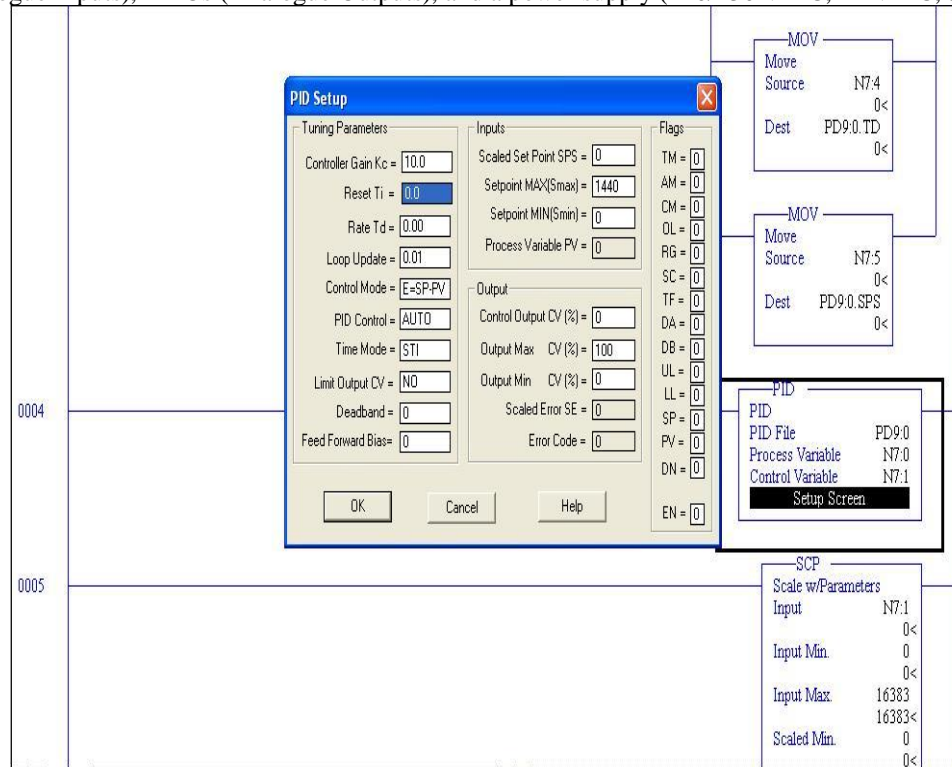 MOV
Move
Source N7:4
0<
Dest PD9:0.TD
0<
MOV
Move
Source N7:5
0<
Dest PD9:0.SPS
0<
PID Setup
Tuning Parameters
Controller Gain Kc = 10.0
Reset Ti = 0.0
Rate Td = 0.00
Loop Update = 0.01
Control Mode = E=SP-PV
PID Control = AUTO
Time Mode = STI
Limit Output CV = NO
Deadband = 0
Feed Forward Bias= 0
Inputs
Scaled Set Point SPS = 0
Setpoint MAX(Smax) = 1440
Setpoint MIN(Smin) = 0
Process Variable PV = 0
Output
Control Output CV (%) = 0
Output Max CV (%) = 100
Output Min CV (%) = 0
Scaled Error SE = 0
Error Code = 0
Flags
TM = 0
AM = 0
CM = 0
OL = 0
RG = 0
SC = 0
TF = 0
DA = 0
DB = 0
UL = 0
LL = 0
SP = 0
PV = 0
DN = 0
EN = 0
OK
Cancel
Help
0004
PID
PID
PID File PD9:0
Process Variable N7:0
Control Variable N7:1
Setup Screen
0005
SCP
Scale w/Parameters
Input N7:1
0<
Input Min. 0
0<
Input Max. 16383
16383<
Scaled Min. 0
0<